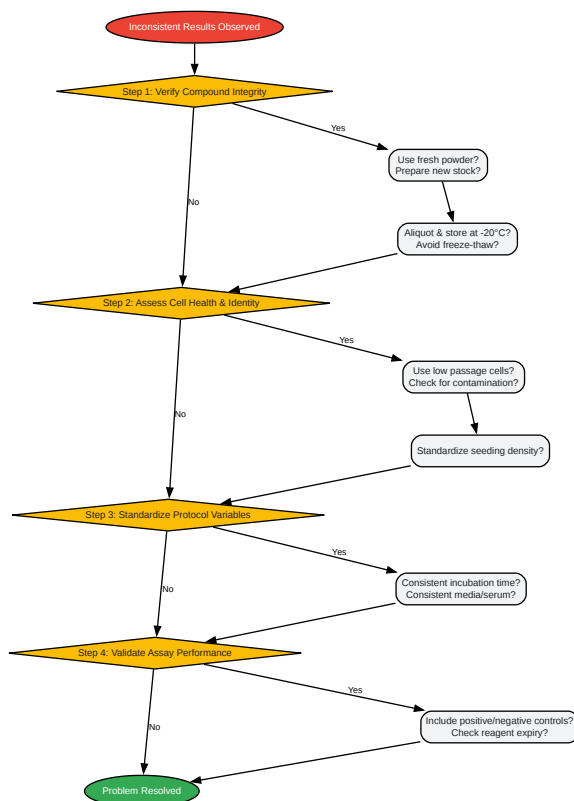 Inconsistent Results Observed
Step 1: Verify Compound Integrity
Yes
Use fresh powder?
Prepare new stock?
No
Aliquot & store at -20°C?
Avoid freeze-thaw?
Step 2: Assess Cell Health & Identity
Yes
Use low passage cells?
Check for contamination?
No
Standardize seeding density?
Step 3: Standardize Protocol Variables
Yes
Consistent incubation time?
Consistent media/serum?
No
Step 4: Validate Assay Performance
Yes
Include positive/negative controls?
Check reagent expiry?
No
Problem Resolved